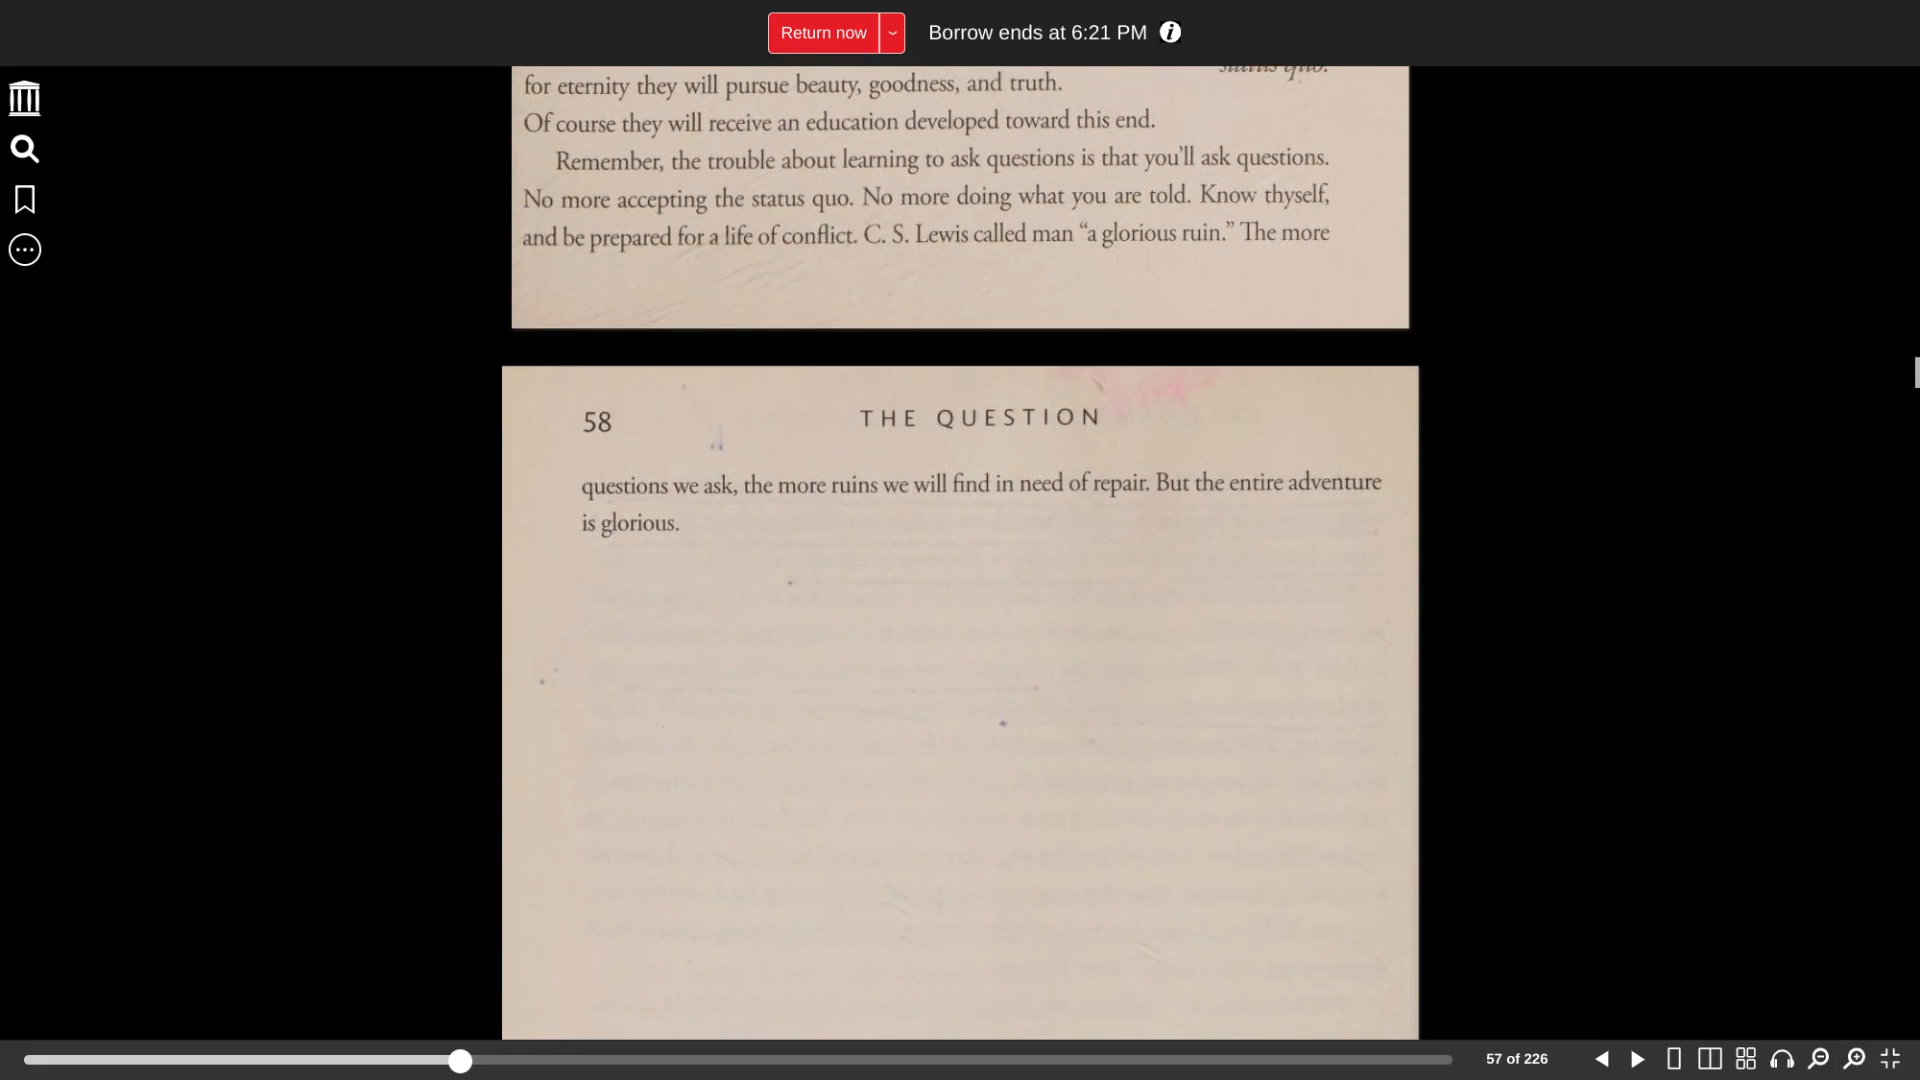 Return now
Borrow ends at 6:21 PM
status quo.
for eternity they will pursue beauty, goodness, and truth.
Of course they will receive an education developed toward this end.
Remember, the trouble about learning to ask questions is that you'll ask questions.
No more accepting the status quo. No more doing what you are told. Know thyself,
and be prepared for a life of conflict. C. S. Lewis called man “a glorious ruin.” The more
58
THE QUESTION
questions we ask, the more ruins we will find in need of repair. But the entire adventure
is glorious.
57 of 226